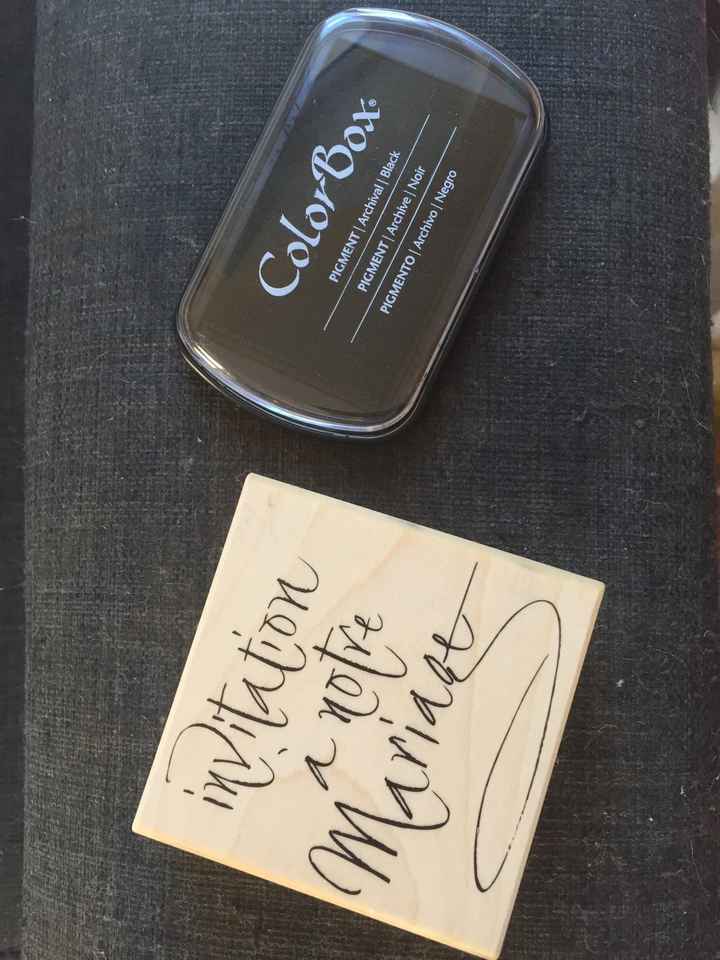 ColorBox®
PIGMENT | Archival | Black
PIGMENT | Archive | Noir
PIGMENTO | Archivo | Negro
invitation
à notre
Mariage